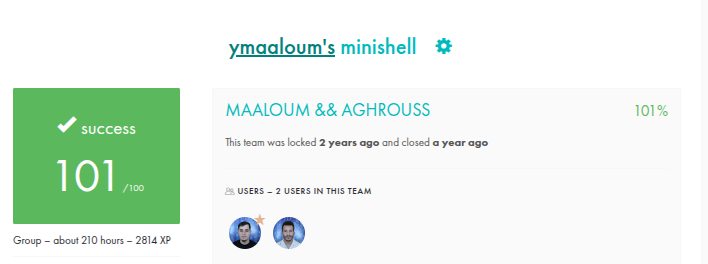 ymaaloum's minishell
success
101 /100
Group – about 210 hours – 2814 XP
MAALOUM && AGHROUSS 101%
This team was locked 2 years ago and closed a year ago
USERS – 2 USERS IN THIS TEAM